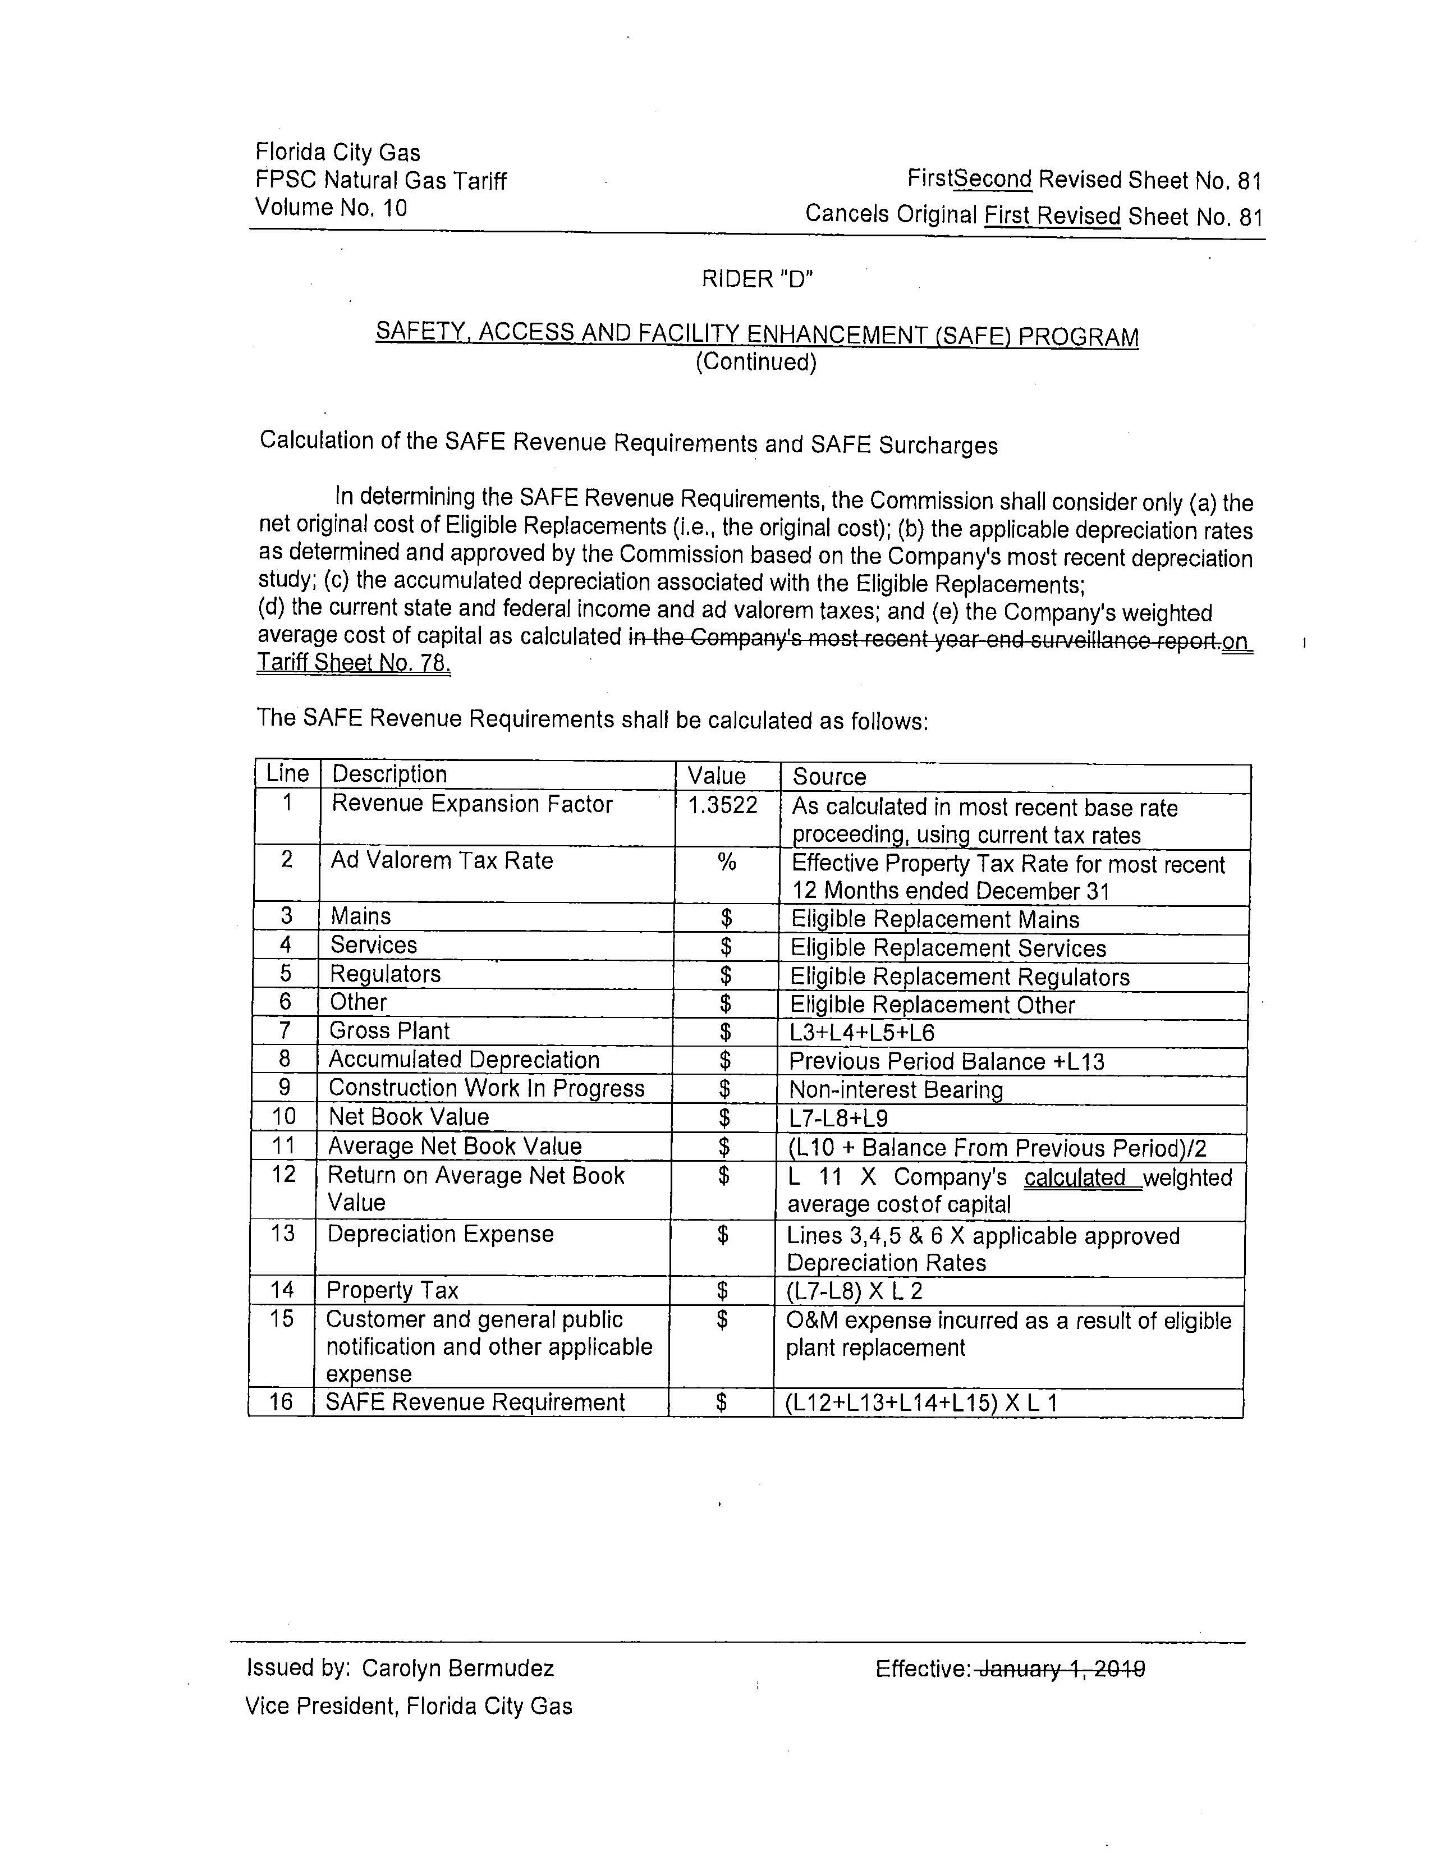 Florida City Gas
FPSC Natural Gas Tariff
FirstSecond Revised Sheet No. 81
Volume No. 10
Cancels Original First Revised Sheet No. 81
RIDER "D"
SAFETY, ACCESS AND FACILITY ENHANCEMENT (SAFE) PROGRAM
(Continued)
Calculation of the SAFE Revenue Requirements and SAFE Surcharges
In determining the SAFE Revenue Requirements, the Commission shall consider only (a) the
net original cost of Eligible Replacements (i.e., the original cost); (b) the applicable depreciation rates
as determined and approved by the Commission based on the Company's most recent depreciation
study; (c) the accumulated depreciation associated with the Eligible Replacements;
(d) the current state and federal income and ad valorem taxes; and (e) the Company's weighted
average cost of capital as calculated in the Company's most recent year-end surveillance report.on
Tariff Sheet No. 78.
The SAFE Revenue Requirements shall be calculated as follows:
Line Description Value Source
1 Revenue Expansion Factor 1.3522 As calculated in most recent base rate
proceeding, using current tax rates
2 Ad Valorem Tax Rate % Effective Property Tax Rate for most recent
12 Months ended December 31
3 Mains $ Eligible Replacement Mains
4 Services $ Eligible Replacement Services
5 Regulators $ Eligible Replacement Regulators
6 Other $ Eligible Replacement Other
7 Gross Plant $ L3+L4+L5+L6
8 Accumulated Depreciation $ Previous Period Balance +L13
9 Construction Work In Progress $ Non-interest Bearing
10 Net Book Value $ L7-L8+L9
11 Average Net Book Value $ (L10 + Balance From Previous Period)/2
12 Return on Average Net Book $ L 11 X Company's calculated weighted
Value average cost of capital
13 Depreciation Expense $ Lines 3,4,5 & 6 X applicable approved
Depreciation Rates
14 Property Tax $ (L7-L8) X L 2
15 Customer and general public $ O&M expense incurred as a result of eligible
notification and other applicable plant replacement
expense
16 SAFE Revenue Requirement $ (L12+L13+L14+L15) X L 1
Issued by: Carolyn Bermudez Effective: January 1, 2019
Vice President, Florida City Gas